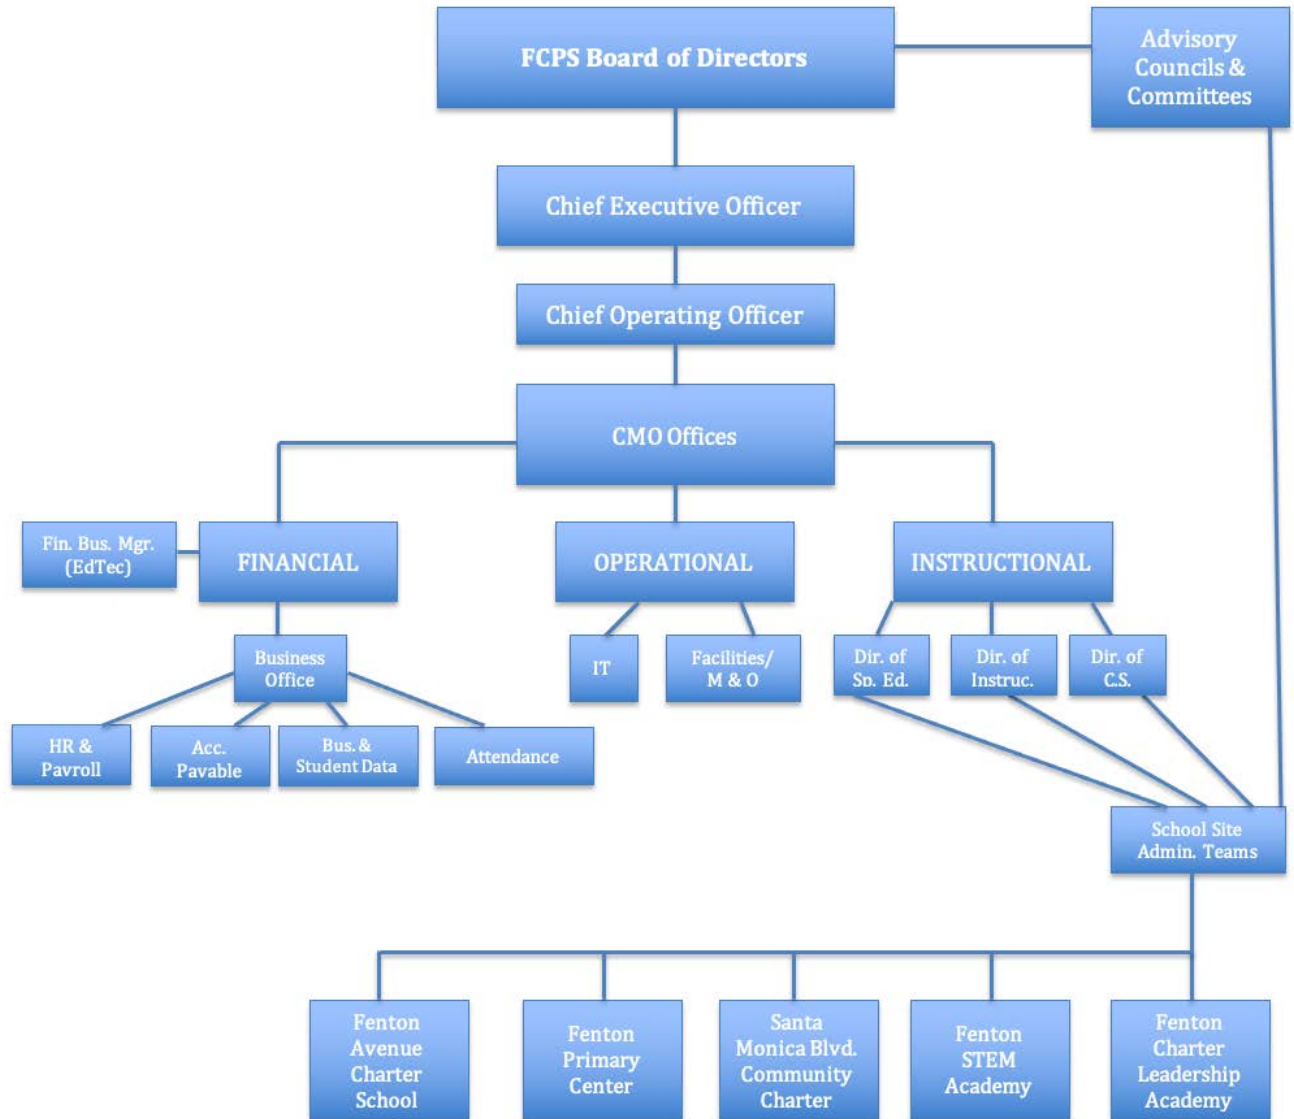 FCPS Board of Directors
Advisory
Councils &
Committees
Chief Executive Officer
Chief Operating Officer
CMO Offices
Fin. Bus. Mgr.
(EdTec)
FINANCIAL
OPERATIONAL
INSTRUCTIONAL
Business
Office
IT
Facilities/
M & O
Dir. of
Sp. Ed.
Dir. of
Instruc.
Dir. of
C.S.
HR &
Payroll
Acc.
Payable
Bus. &
Student Data
Attendance
School Site
Admin. Teams
Fenton
Avenue
Charter
School
Fenton
Primary
Center
Santa
Monica Blvd.
Community
Charter
Fenton
STEM
Academy
Fenton
Charter
Leadership
Academy